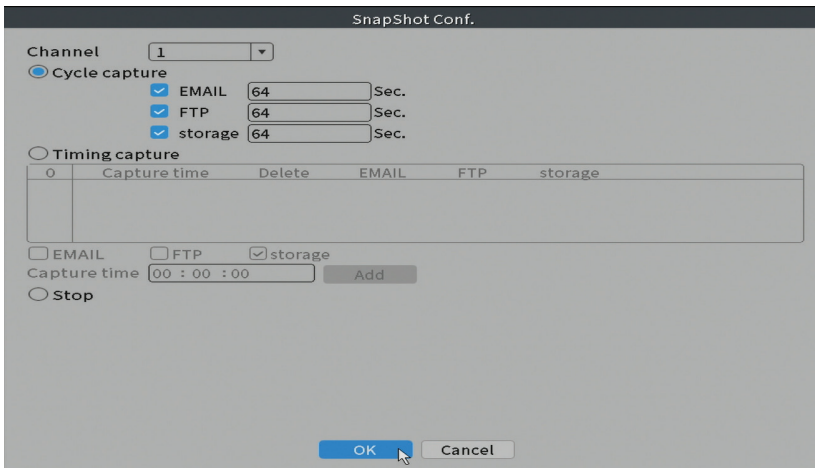 SnapShot Conf.
Channel 1
Cycle capture
EMAIL 64 Sec.
FTP 64 Sec.
storage 64 Sec.
Timing capture
0 Capture time Delete EMAIL FTP storage
EMAIL FTP storage
Capture time 00 : 00 : 00 Add
Stop
OK Cancel